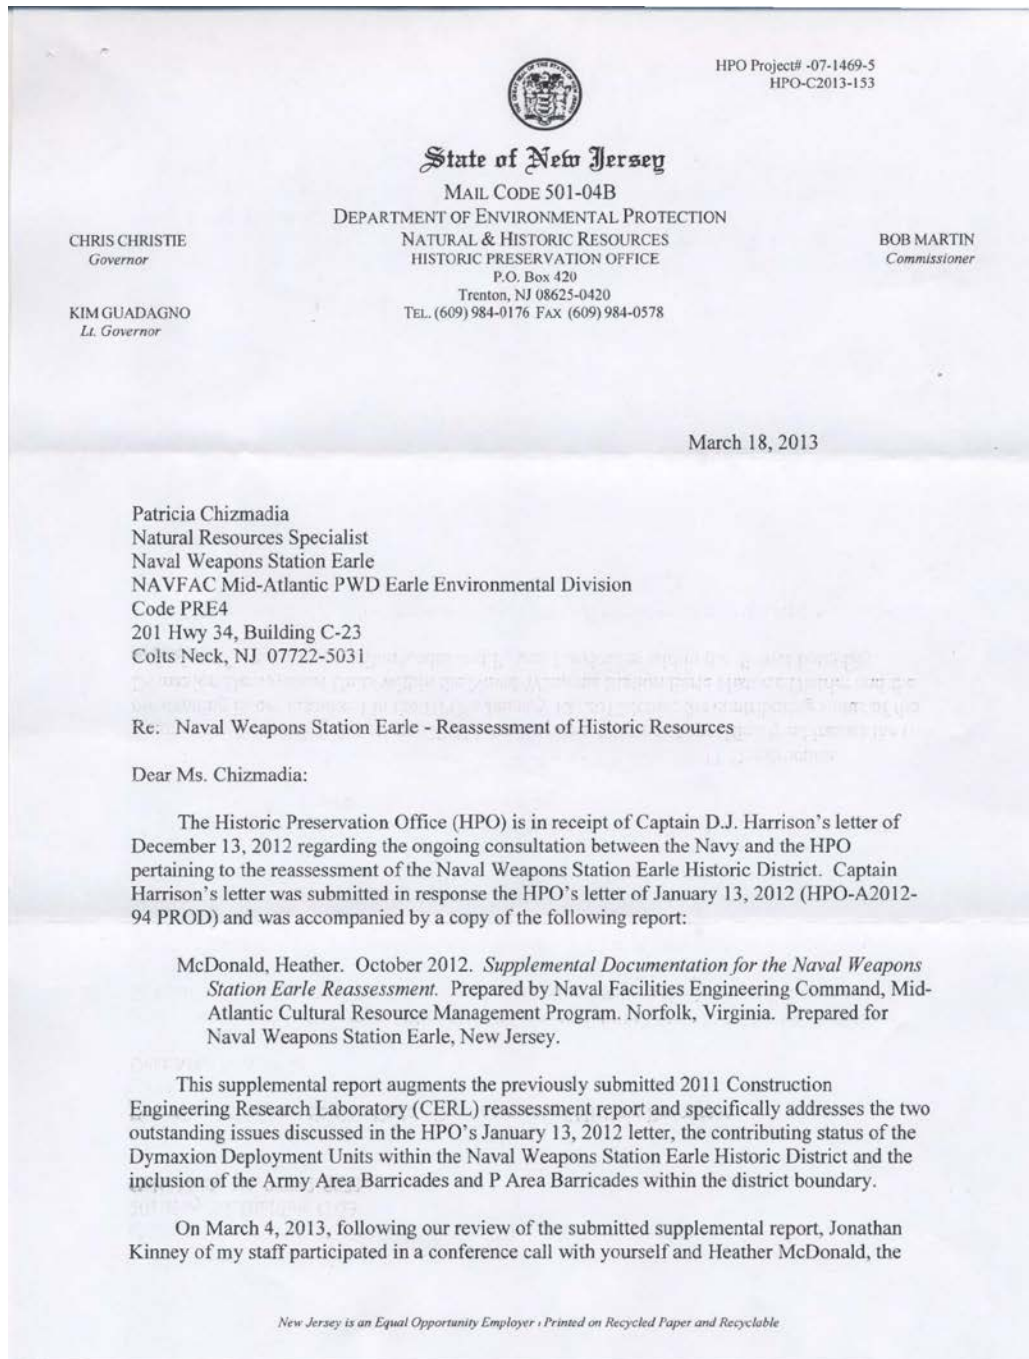 HPO Project# -07-1469-5
HPO-C2013-153
State of New Jersey
MAIL CODE 501-04B
DEPARTMENT OF ENVIRONMENTAL PROTECTION
NATURAL & HISTORIC RESOURCES
HISTORIC PRESERVATION OFFICE
P.O. Box 420
Trenton, NJ 08625-0420
TEL. (609) 984-0176 FAX (609) 984-0578
CHRIS CHRISTIE
Governor
KIM GUADAGNO
Lt. Governor
BOB MARTIN
Commissioner
March 18, 2013
Patricia Chizmadia
Natural Resources Specialist
Naval Weapons Station Earle
NAVFAC Mid-Atlantic PWD Earle Environmental Division
Code PRE4
201 Hwy 34, Building C-23
Colts Neck, NJ 07722-5031
Re: Naval Weapons Station Earle - Reassessment of Historic Resources
Dear Ms. Chizmadia:
The Historic Preservation Office (HPO) is in receipt of Captain D.J. Harrison's letter of
December 13, 2012 regarding the ongoing consultation between the Navy and the HPO
pertaining to the reassessment of the Naval Weapons Station Earle Historic District. Captain
Harrison's letter was submitted in response the HPO's letter of January 13, 2012 (HPO-A2012-
94 PROD) and was accompanied by a copy of the following report:
McDonald, Heather. October 2012. Supplemental Documentation for the Naval Weapons
Station Earle Reassessment. Prepared by Naval Facilities Engineering Command, Mid-
Atlantic Cultural Resource Management Program. Norfolk, Virginia. Prepared for
Naval Weapons Station Earle, New Jersey.
This supplemental report augments the previously submitted 2011 Construction
Engineering Research Laboratory (CERL) reassessment report and specifically addresses the two
outstanding issues discussed in the HPO's January 13, 2012 letter, the contributing status of the
Dymaxion Deployment Units within the Naval Weapons Station Earle Historic District and the
inclusion of the Army Area Barricades and P Area Barricades within the district boundary.
On March 4, 2013, following our review of the submitted supplemental report, Jonathan
Kinney of my staff participated in a conference call with yourself and Heather McDonald, the
New Jersey is an Equal Opportunity Employer · Printed on Recycled Paper and Recyclable